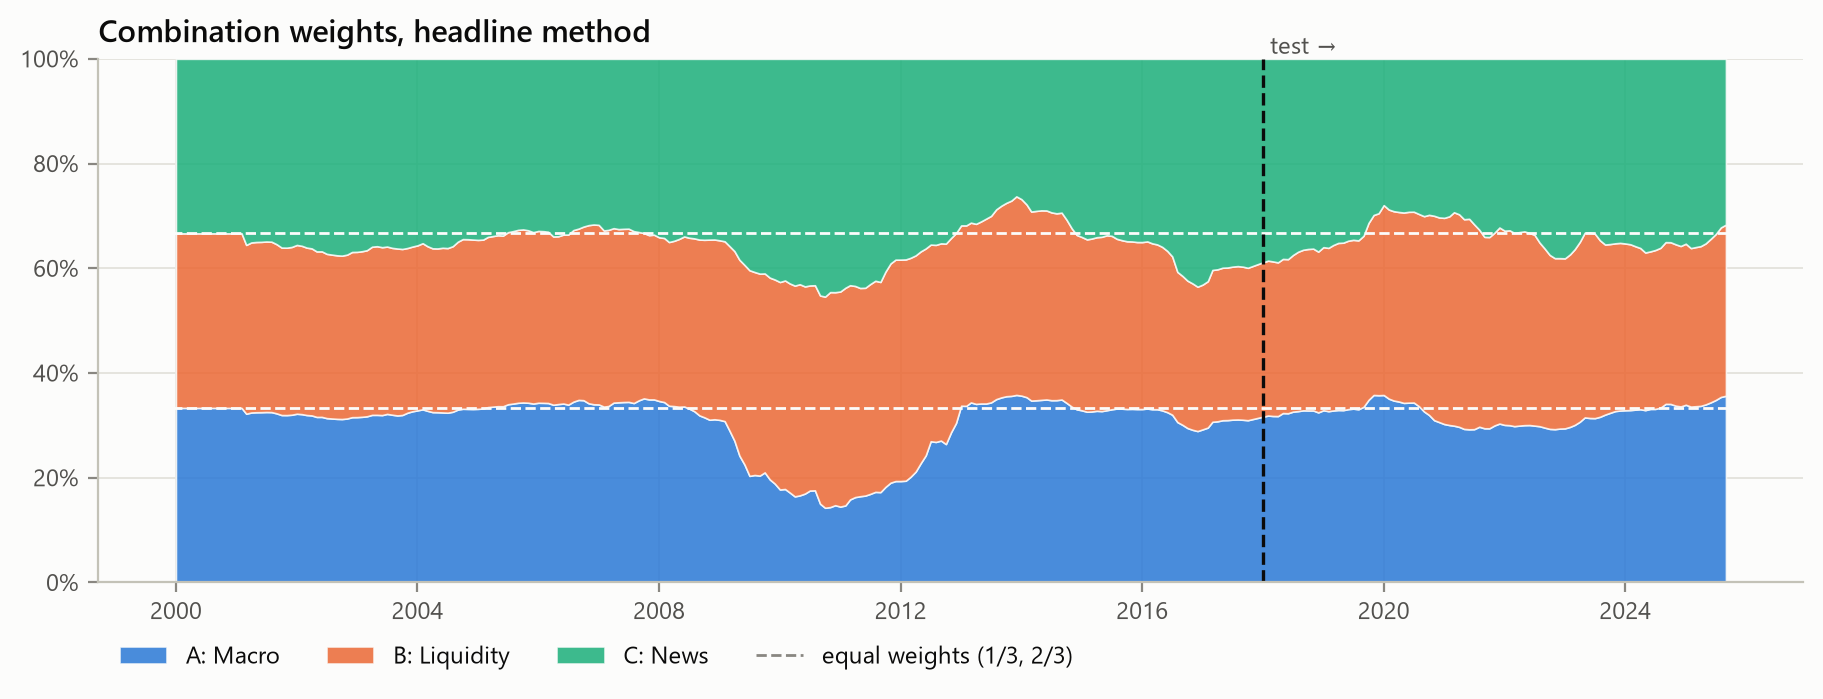 Combination weights, headline method
test →
100%
80%
60%
40%
20%
0%
2000 2004 2008 2012 2016 2020 2024
A: Macro B: Liquidity C: News equal weights (1/3, 2/3)